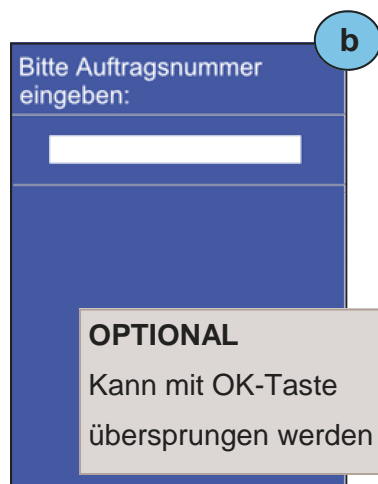 b
Bitte Auftragsnummer
eingeben:
OPTIONAL
Kann mit OK-Taste
übersprungen werden